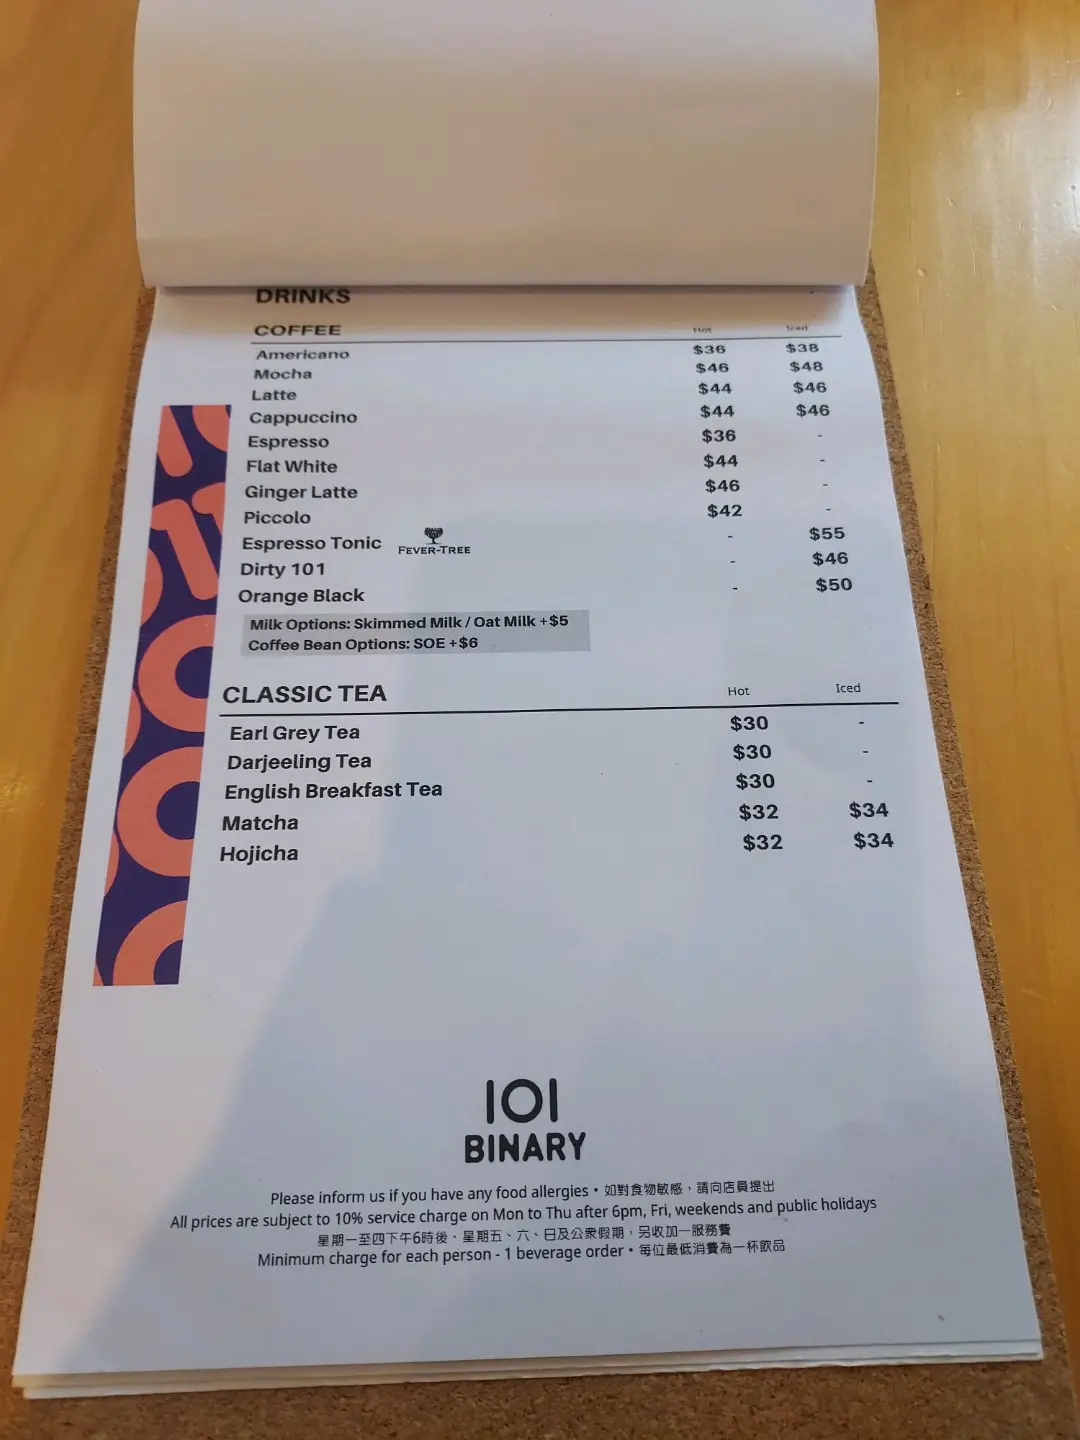 DRINKS
COFFEE Hot Iced
Americano $36 $38
Mocha $46 $48
Latte $44 $46
Cappuccino $44 $46
Espresso $36 -
Flat White $44 -
Ginger Latte $46 -
Piccolo $42 -
Espresso Tonic FEVER-TREE - $55
Dirty 101 - $46
Orange Black - $50
Milk Options: Skimmed Milk / Oat Milk +$5
Coffee Bean Options: SOE +$6
CLASSIC TEA Hot Iced
Earl Grey Tea $30 -
Darjeeling Tea $30 -
English Breakfast Tea $30 -
Matcha $32 $34
Hojicha $32 $34
101
BINARY
Please inform us if you have any food allergies • 如對食物敏感，請向店員提出
All prices are subject to 10% service charge on Mon to Thu after 6pm, Fri, weekends and public holidays
星期一至四下午6時後、星期五、六、日及公眾假期，另收加一服務費
Minimum charge for each person - 1 beverage order • 每位最低消費為一杯飲品